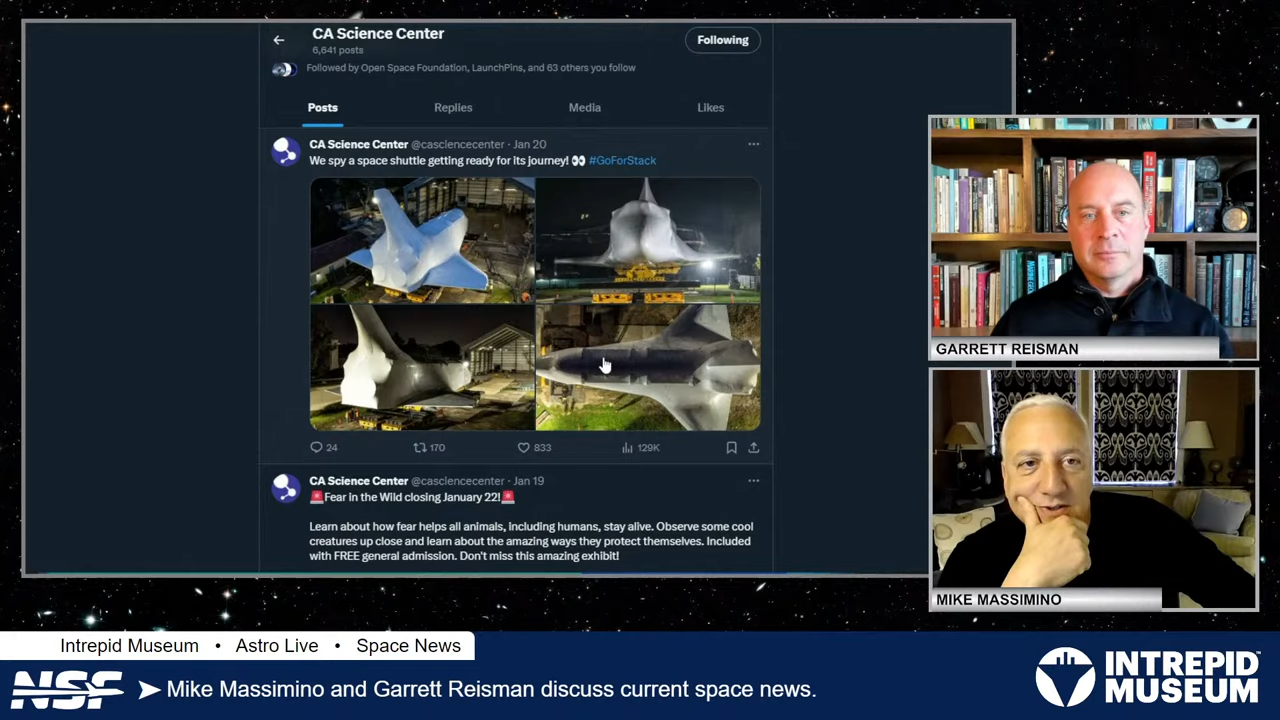 CA Science Center
6,641 posts
Following
Followed by Open Space Foundation, LaunchPins, and 63 others you follow
Posts
Replies
Media
Likes
CA Science Center @casciencecenter · Jan 20
We spy a space shuttle getting ready for its journey! 👀 #GoForStack
24
170
833
129K
CA Science Center @casciencecenter · Jan 19
🚨Fear in the Wild closing January 22!🚨
Learn about how fear helps all animals, including humans, stay alive. Observe some cool
creatures up close and learn about the amazing ways they protect themselves. Included
with FREE general admission. Don't miss this amazing exhibit!
GARRETT REISMAN
MIKE MASSIMINO
Intrepid Museum • Astro Live • Space News
NSF
Mike Massimino and Garrett Reisman discuss current space news.
INTREPID
MUSEUM™